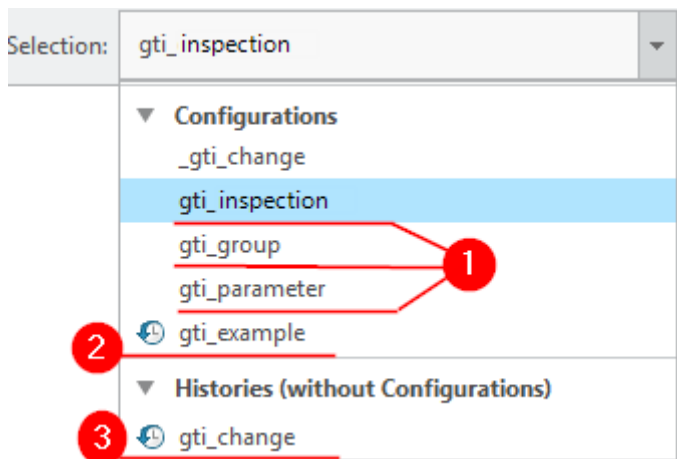 Selection: gti_inspection
Configurations
_gti_change
gti_inspection
gti_group
1
gti_parameter
2 gti_example
Histories (without Configurations)
3 gti_change